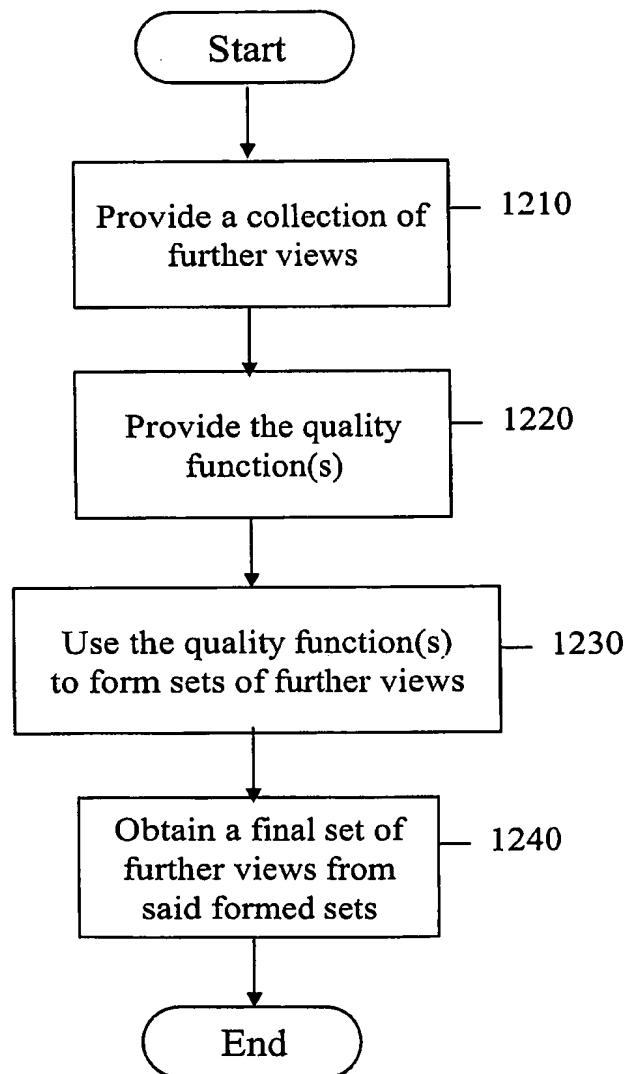 Start
Provide a collection of
further views
1210
Provide the quality
function(s)
1220
Use the quality function(s)
to form sets of further views
1230
Obtain a final set of
further views from
said formed sets
1240
End